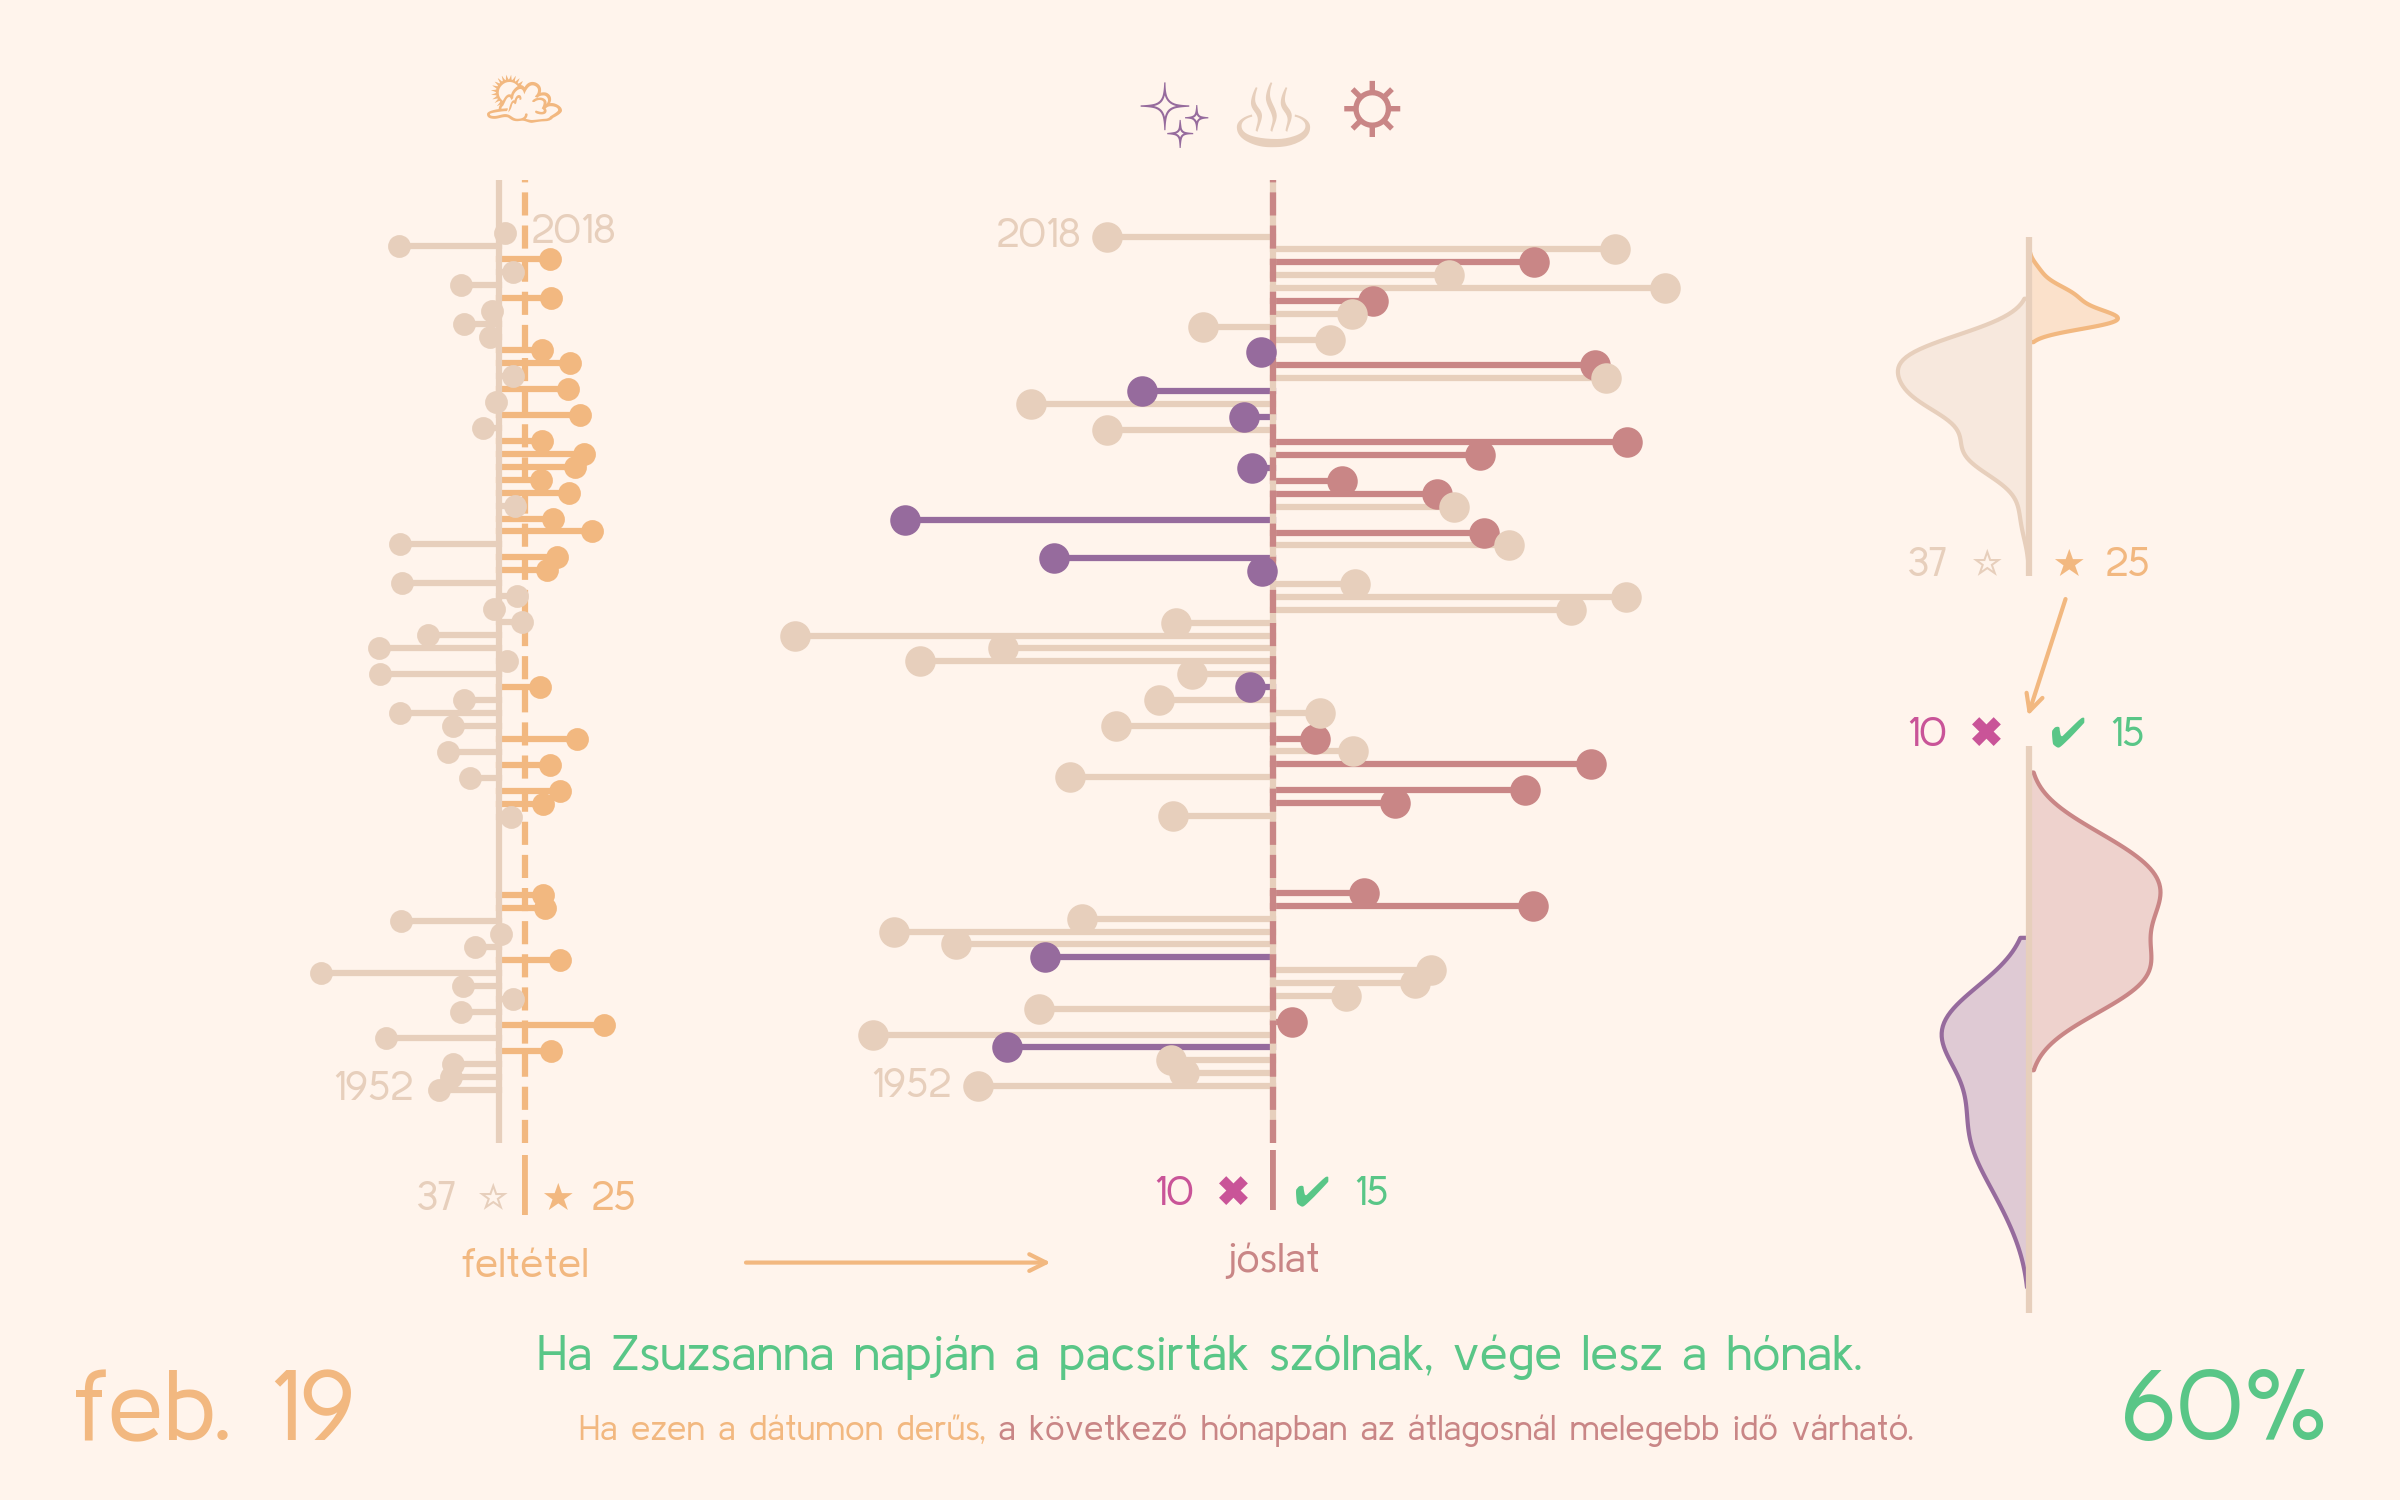 2018
2018
37 ☆ ★ 25
10 ✖ ✔ 15
1952
1952
37 ☆ ★ 25
10 ✖ ✔ 15
feltétel
jóslat
Ha Zsuzsanna napján a pacsirták szólnak, vége lesz a hónak.
feb. 19
60%
Ha ezen a dátumon derűs, a következő hónapban az átlagosnál melegebb idő várható.